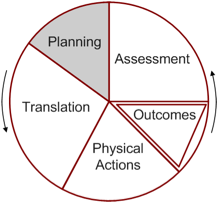 Planning
Assessment
Translation
Outcomes
Physical
Actions